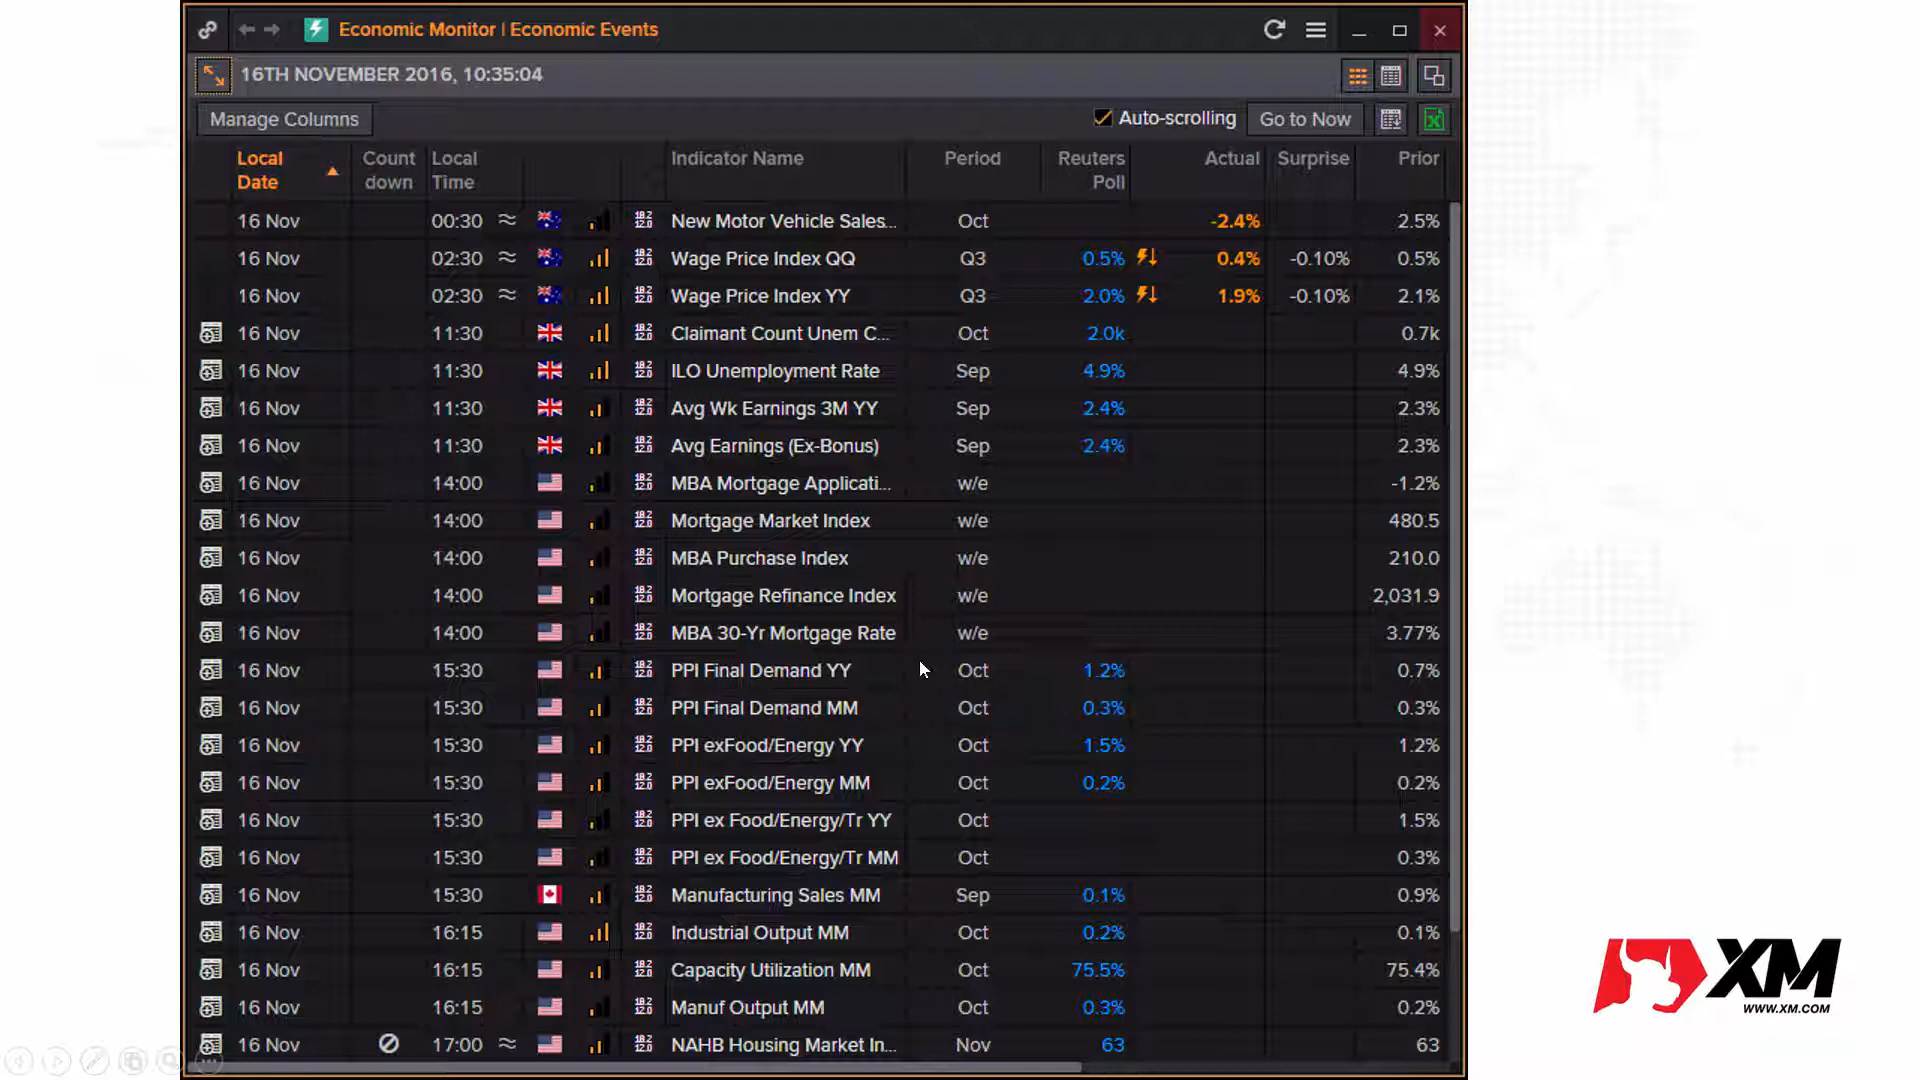 Economic Monitor | Economic Events
16TH NOVEMBER 2016, 10:35:04
Manage Columns Auto-scrolling Go to Now
Local Date Count down Local Time Indicator Name Period Reuters Poll Actual Surprise Prior
16 Nov 00:30 ≈ New Motor Vehicle Sales... Oct -2.4% 2.5%
16 Nov 02:30 ≈ Wage Price Index QQ Q3 0.5% 0.4% -0.10% 0.5%
16 Nov 02:30 ≈ Wage Price Index YY Q3 2.0% 1.9% -0.10% 2.1%
16 Nov 11:30 Claimant Count Unem C... Oct 2.0k 0.7k
16 Nov 11:30 ILO Unemployment Rate Sep 4.9% 4.9%
16 Nov 11:30 Avg Wk Earnings 3M YY Sep 2.4% 2.3%
16 Nov 11:30 Avg Earnings (Ex-Bonus) Sep 2.4% 2.3%
16 Nov 14:00 MBA Mortgage Applicati... w/e -1.2%
16 Nov 14:00 Mortgage Market Index w/e 480.5
16 Nov 14:00 MBA Purchase Index w/e 210.0
16 Nov 14:00 Mortgage Refinance Index w/e 2,031.9
16 Nov 14:00 MBA 30-Yr Mortgage Rate w/e 3.77%
16 Nov 15:30 PPI Final Demand YY Oct 1.2% 0.7%
16 Nov 15:30 PPI Final Demand MM Oct 0.3% 0.3%
16 Nov 15:30 PPI exFood/Energy YY Oct 1.5% 1.2%
16 Nov 15:30 PPI exFood/Energy MM Oct 0.2% 0.2%
16 Nov 15:30 PPI ex Food/Energy/Tr YY Oct 1.5%
16 Nov 15:30 PPI ex Food/Energy/Tr MM Oct 0.3%
16 Nov 15:30 Manufacturing Sales MM Sep 0.1% 0.9%
16 Nov 16:15 Industrial Output MM Oct 0.2% 0.1%
16 Nov 16:15 Capacity Utilization MM Oct 75.5% 75.4%
16 Nov 16:15 Manuf Output MM Oct 0.3% 0.2%
16 Nov 17:00 ≈ NAHB Housing Market In... Nov 63 63
XM
WWW.XM.COM